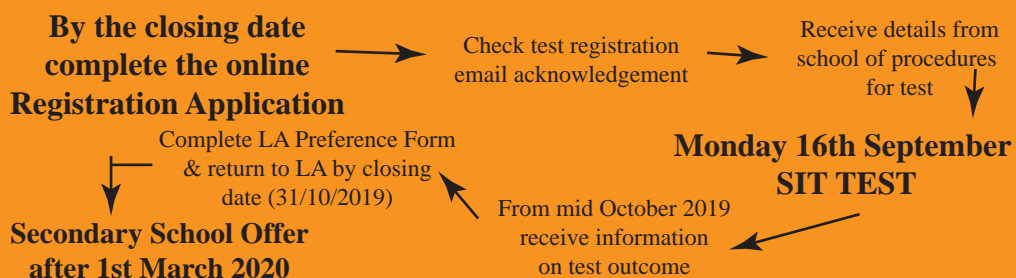 By the closing date
complete the online
Registration Application
Check test registration
email acknowledgement
Receive details from
school of procedures
for test
Monday 16th September
SIT TEST
From mid October 2019
receive information
on test outcome
Complete LA Preference Form
& return to LA by closing
date (31/10/2019)
Secondary School Offer
after 1st March 2020